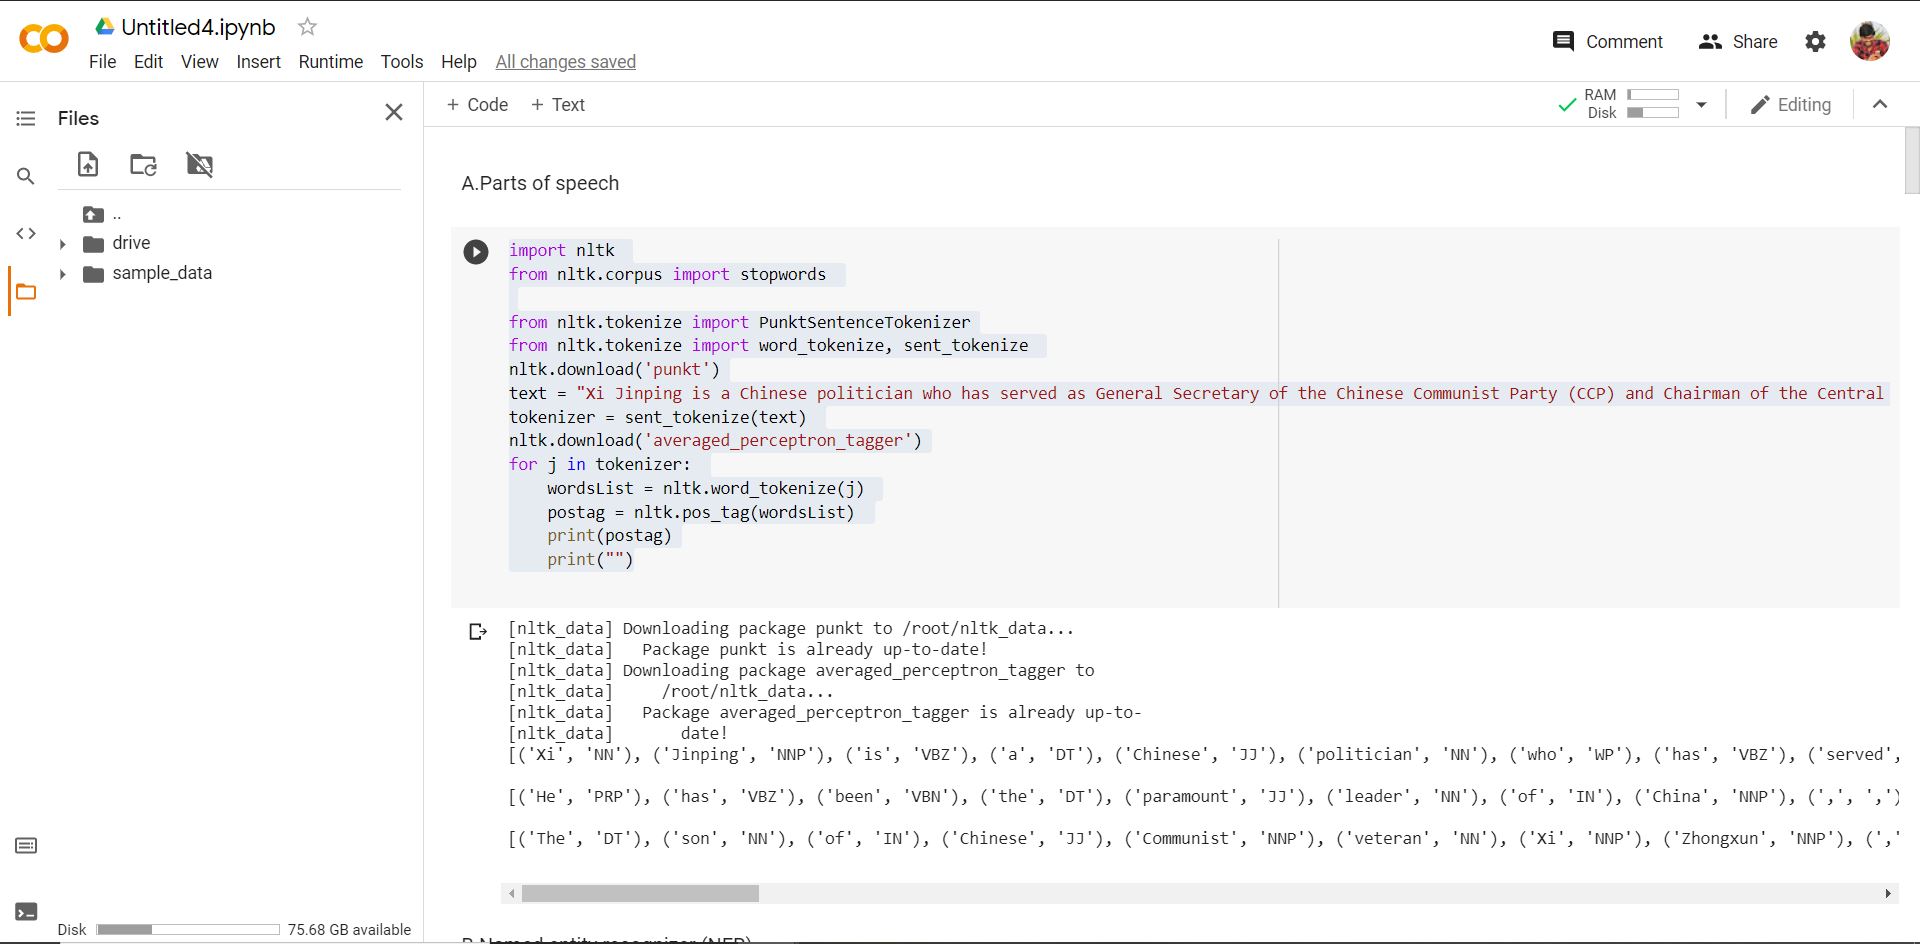 Untitled4.ipynb
File Edit View Insert Runtime Tools Help All changes saved
Comment Share
Files
+ Code + Text
RAM
Disk
Editing
..
drive
sample_data
A.Parts of speech
import nltk
from nltk.corpus import stopwords
from nltk.tokenize import PunktSentenceTokenizer
from nltk.tokenize import word_tokenize, sent_tokenize
nltk.download('punkt')
text = "Xi Jinping is a Chinese politician who has served as General Secretary of the Chinese Communist Party (CCP) and Chairman of the Central
tokenizer = sent_tokenize(text)
nltk.download('averaged_perceptron_tagger')
for j in tokenizer:
    wordsList = nltk.word_tokenize(j)
    postag = nltk.pos_tag(wordsList)
    print(postag)
    print("")
[nltk_data] Downloading package punkt to /root/nltk_data...
[nltk_data]   Package punkt is already up-to-date!
[nltk_data] Downloading package averaged_perceptron_tagger to
[nltk_data]     /root/nltk_data...
[nltk_data]   Package averaged_perceptron_tagger is already up-to-
[nltk_data]       date!
[('Xi', 'NN'), ('Jinping', 'NNP'), ('is', 'VBZ'), ('a', 'DT'), ('Chinese', 'JJ'), ('politician', 'NN'), ('who', 'WP'), ('has', 'VBZ'), ('served',
[('He', 'PRP'), ('has', 'VBZ'), ('been', 'VBN'), ('the', 'DT'), ('paramount', 'JJ'), ('leader', 'NN'), ('of', 'IN'), ('China', 'NNP'), (',', ',')
[('The', 'DT'), ('son', 'NN'), ('of', 'IN'), ('Chinese', 'JJ'), ('Communist', 'NNP'), ('veteran', 'NN'), ('Xi', 'NNP'), ('Zhongxun', 'NNP'), (','
Disk 75.68 GB available